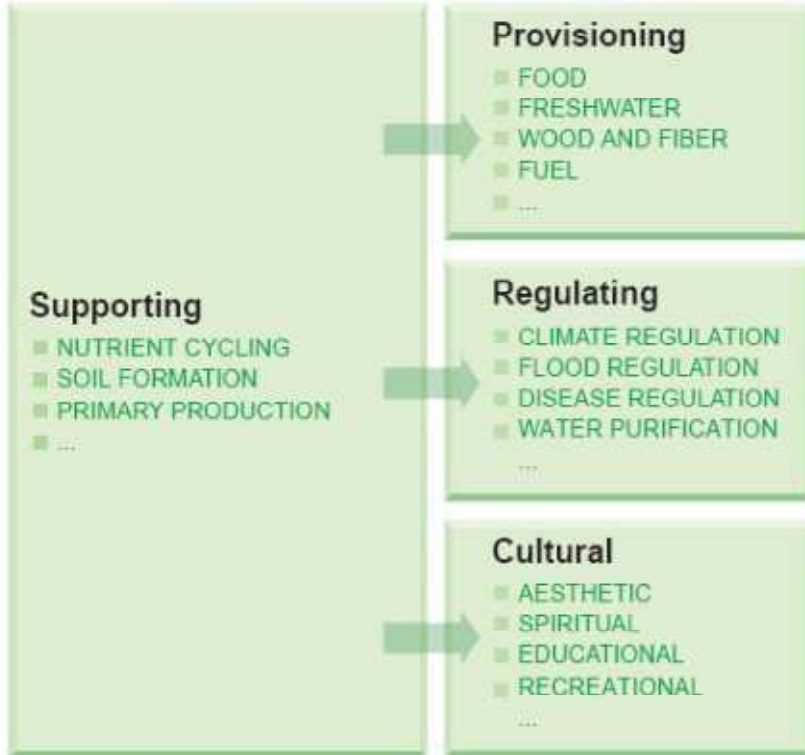 Supporting
NUTRIENT CYCLING
SOIL FORMATION
PRIMARY PRODUCTION
...
Provisioning
FOOD
FRESHWATER
WOOD AND FIBER
FUEL
...
Regulating
CLIMATE REGULATION
FLOOD REGULATION
DISEASE REGULATION
WATER PURIFICATION
...
Cultural
AESTHETIC
SPIRITUAL
EDUCATIONAL
RECREATIONAL
...